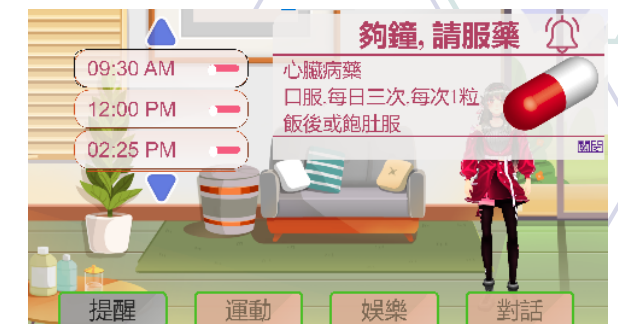 夠鐘, 請服藥
09:30 AM
12:00 PM
02:25 PM
心臟病藥
口服.每日三次.每次1粒
飯後或飽肚服
提醒
運動
娛樂
對話